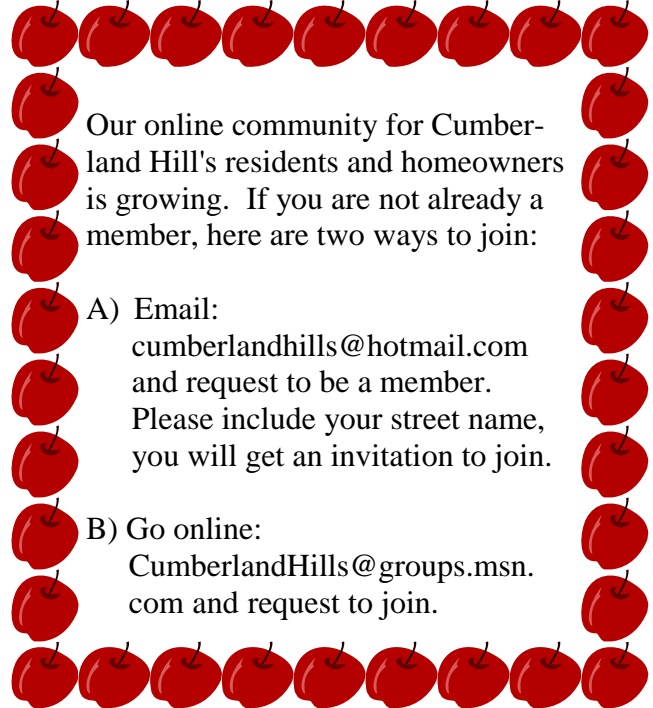 Our online community for Cumber-
land Hill's residents and homeowners
is growing.  If you are not already a
member, here are two ways to join:
A)  Email:
cumberlandhills@hotmail.com
and request to be a member.
Please include your street name,
you will get an invitation to join.
B) Go online:
CumberlandHills@groups.msn.
com and request to join.